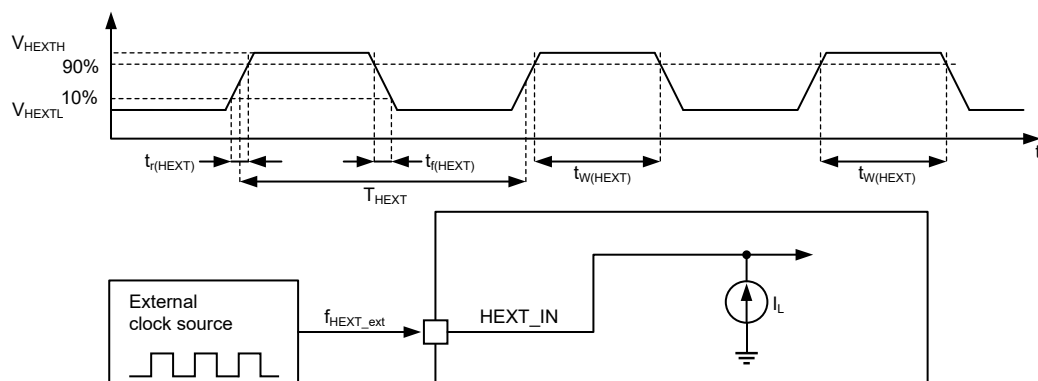 V_HEXTH
90%
10%
V_HEXTL
t
t_r(HEXT)
t_f(HEXT)
t_W(HEXT)
t_W(HEXT)
T_HEXT
External
clock source
f_HEXT_ext
HEXT_IN
I_L